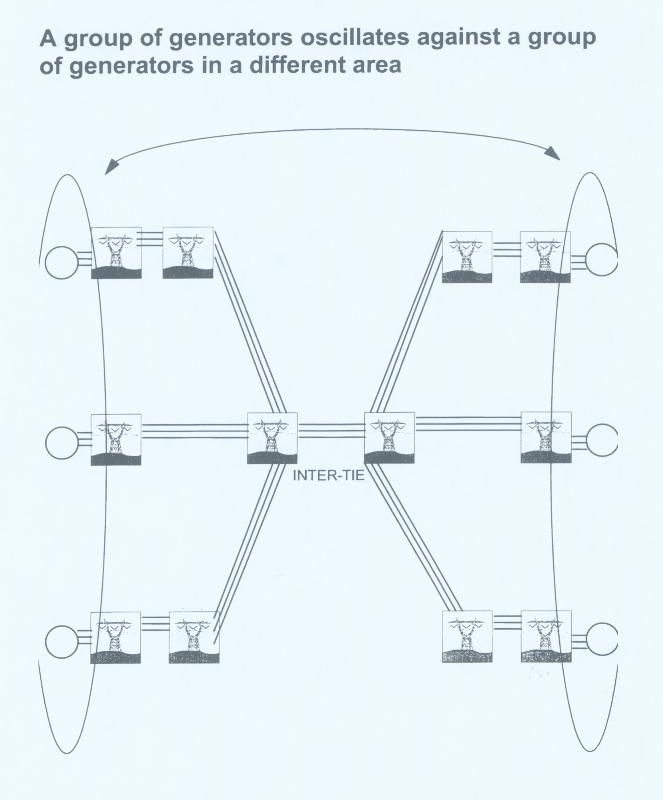 A group of generators oscillates against a group
of generators in a different area
INTER-TIE